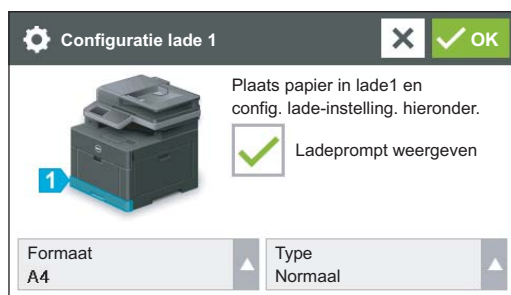 Configuratie lade 1
OK
Plaats papier in lade1 en
config. lade-instelling. hieronder.
Ladeprompt weergeven
1
Formaat
A4
Type
Normaal